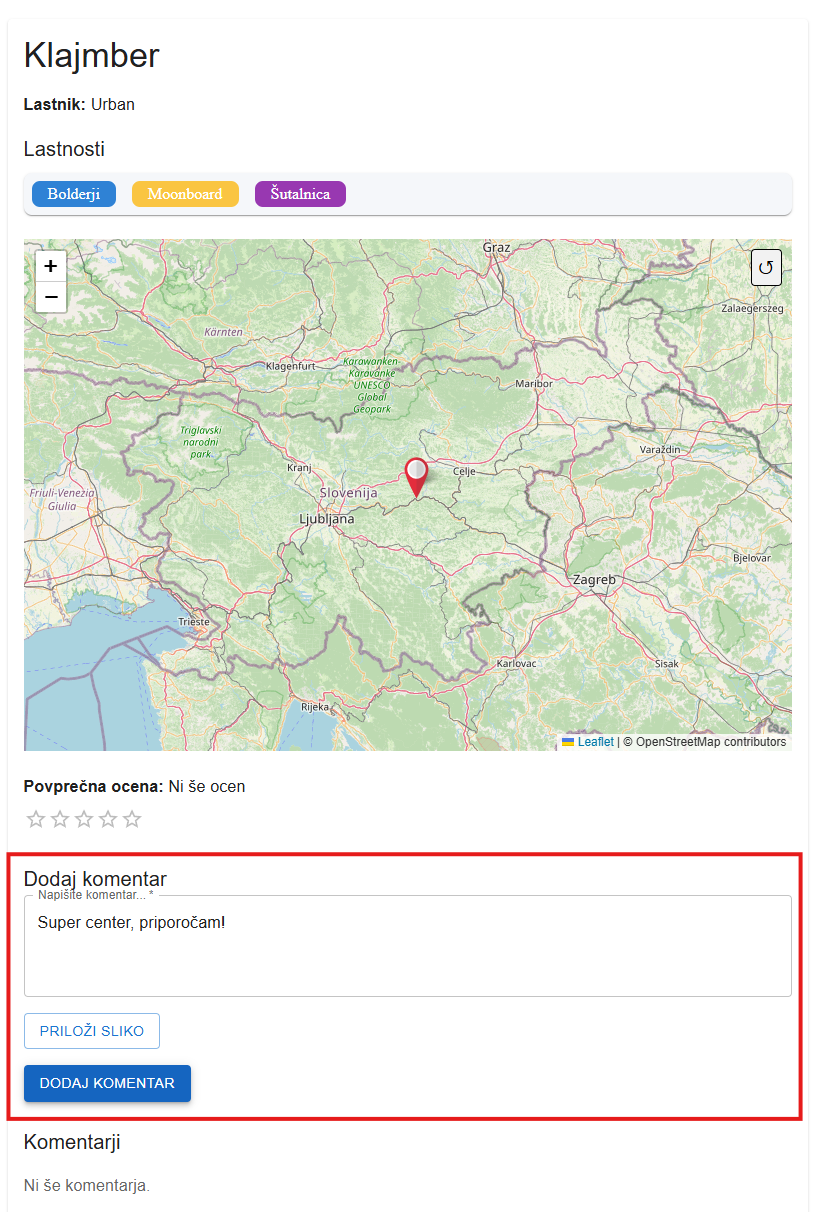 Klajmber
Lastnik: Urban
Lastnosti
Bolderji Moonboard Šutalnica
+
−
↺
Graz
Zalaegerszeg
Kärnten
Klagenfurt
Karawanken-
Karavanke
UNESCO
Global
Geopark
Maribor
Triglavski
narodni
park
Varaždin
Kranj
Celje
Friuli-Venezia
Giulia
Slovenija
Ljubljana
Bjelovar
Zagreb
Trieste
Karlovac
Sisak
Rijeka
Leaflet | © OpenStreetMap contributors
Povprečna ocena: Ni še ocen
Dodaj komentar
Napišite komentar... *
Super center, priporočam!
PRILOŽI SLIKO
DODAJ KOMENTAR
Komentarji
Ni še komentarja.